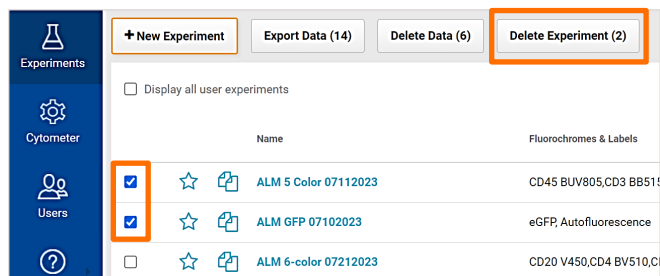 Experiments
+ New Experiment
Export Data (14)
Delete Data (6)
Delete Experiment (2)
Display all user experiments
Cytometer
Name
Fluorochromes & Labels
ALM 5 Color 07112023
CD45 BUV805,CD3 BB515
Users
ALM GFP 07102023
eGFP, Autofluorescence
?
ALM 6-color 07212023
CD20 V450,CD4 BV510,